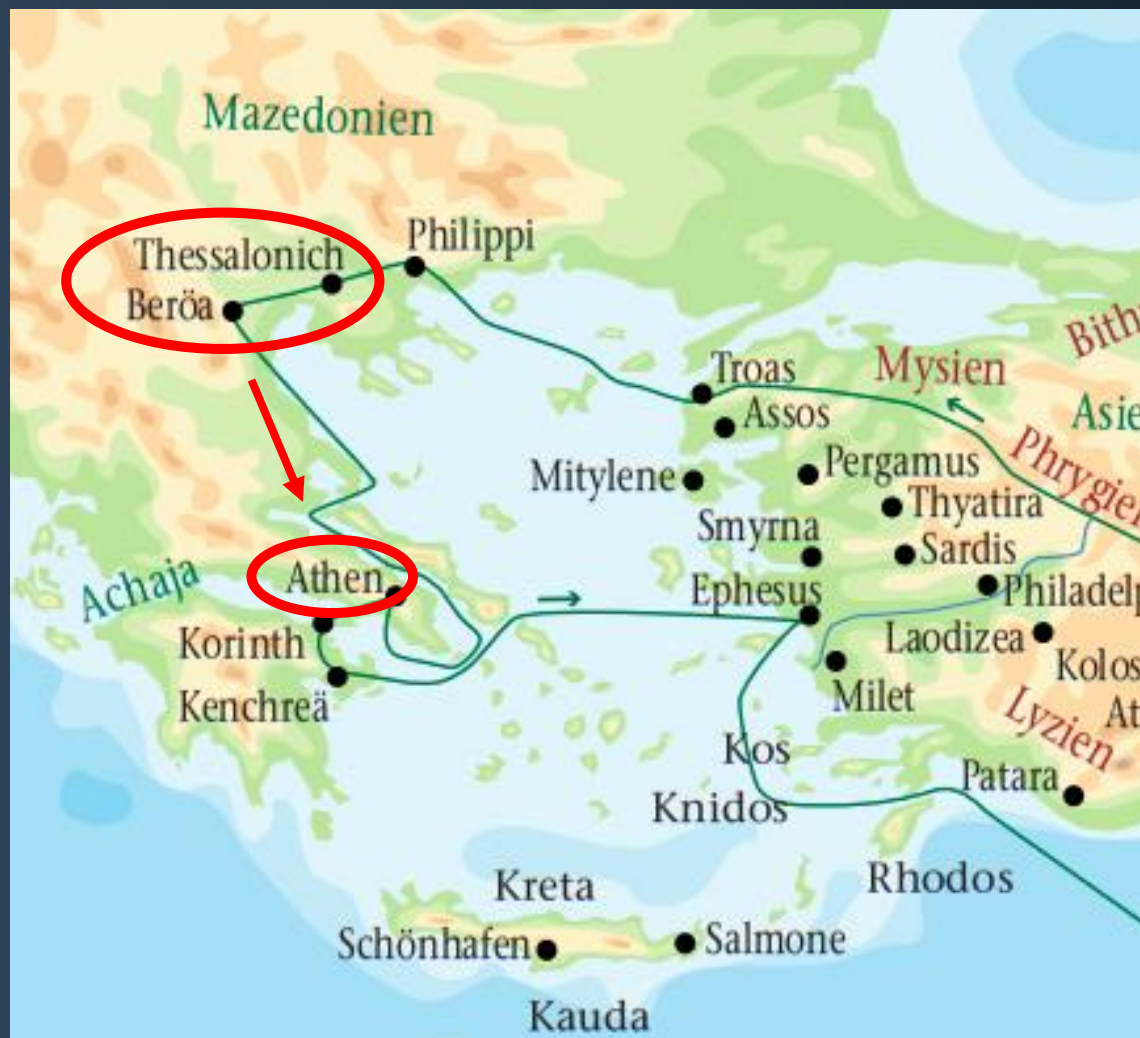 Mazedonien
Philippi
Thessalonich
Beröa
Bith
Troas
Mysien
Asie
Assos
Phrygien
Pergamus
Mitylene
Thyatira
Smyrna
Sardis
Athen
Achaja
Ephesus
Philadelp
Korinth
Laodizea
Kolos
Kenchreä
Milet
At
Lyzien
Kos
Patara
Knidos
Kreta
Rhodos
Schönhafen
Salmone
Kauda